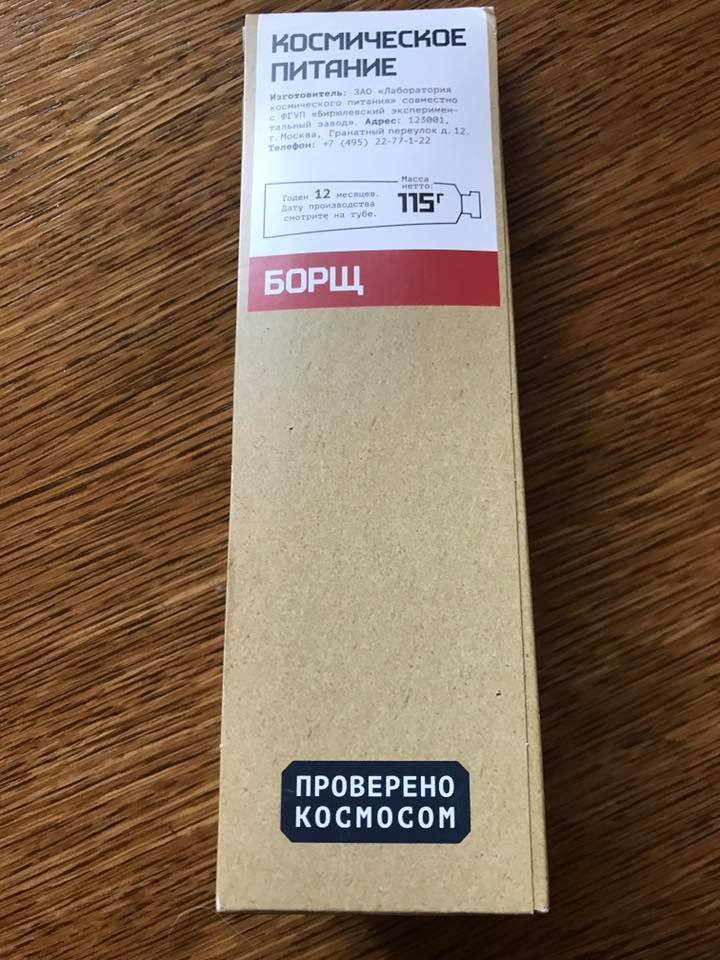 КОСМИЧЕСКОЕ
ПИТАНИЕ
Изготовитель: ЗАО «Лаборатория
космического питания» совместно
с ФГУП «Бирюлевский эксперимен-
тальный завод». Адрес: 123001,
г. Москва, Гранатный переулок д. 12.
Телефон: +7 (495) 22-77-1-22
Годен 12 месяцев.
Дату производства
смотрите на тубе.
Масса
нетто:
115г
БОРЩ
ПРОВЕРЕНО
КОСМОСОМ